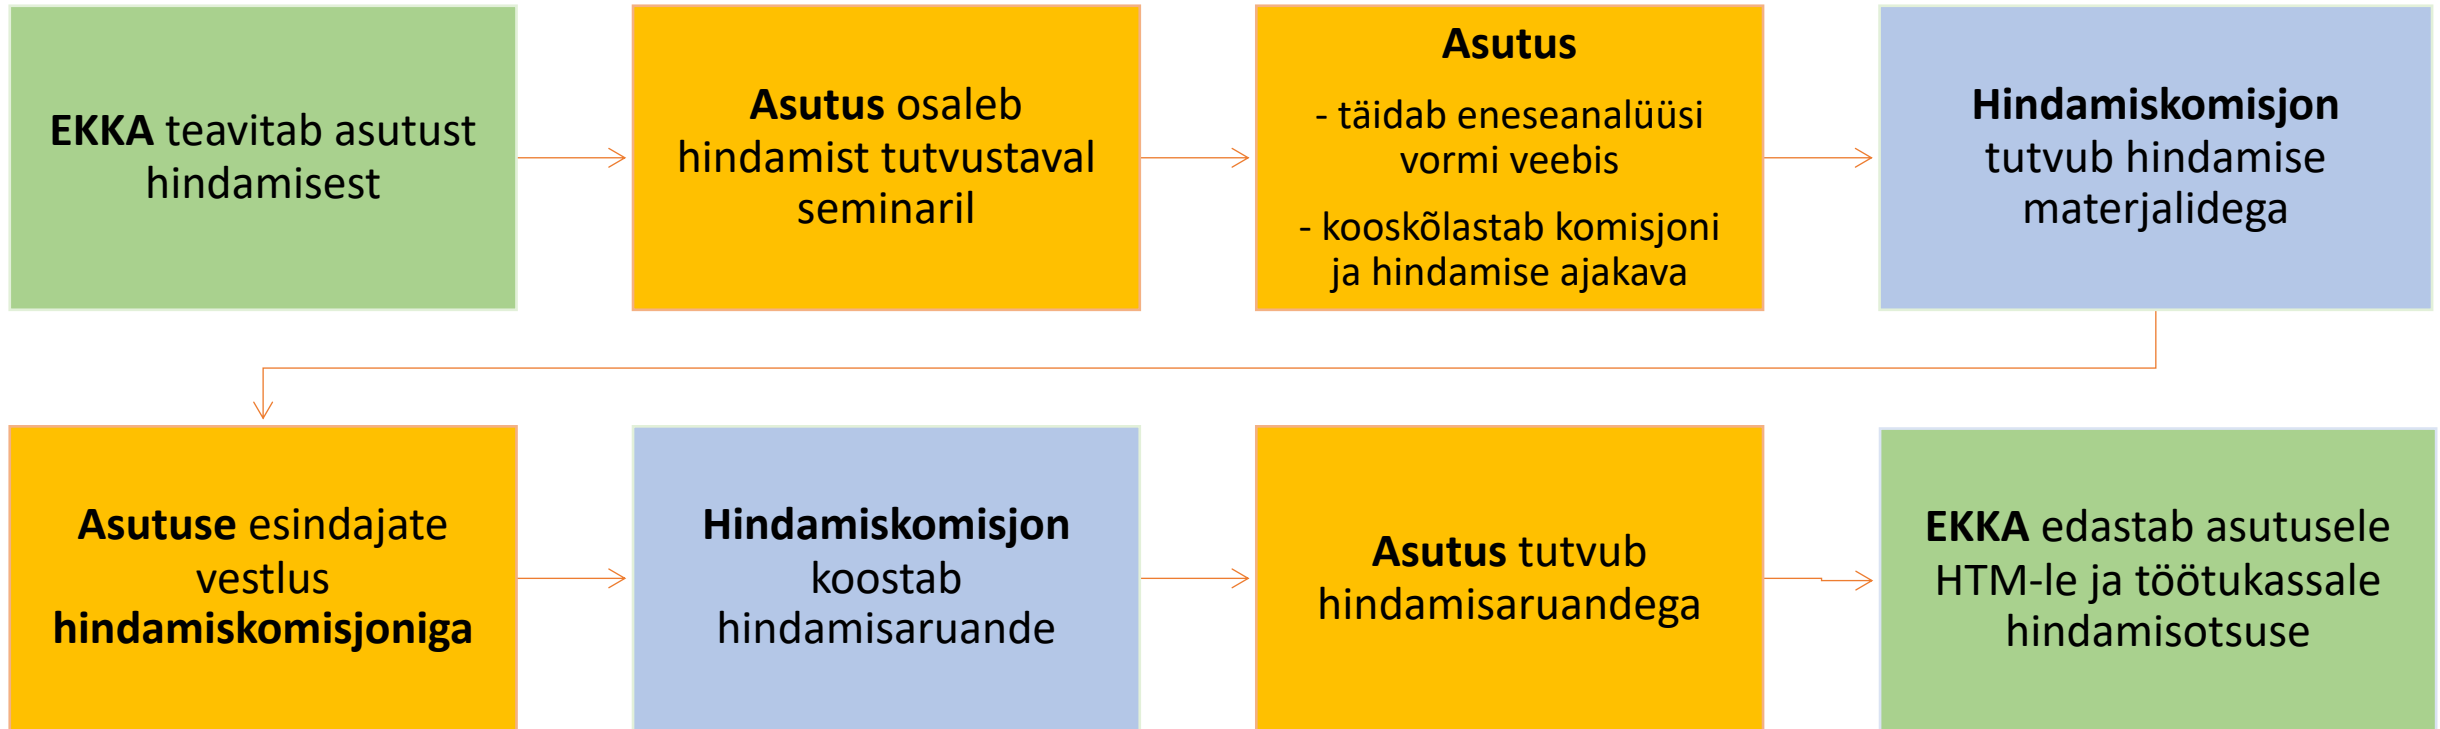 EKKA teavitab asutust
hindamisest
Asutus osaleb
hindamist tutvustaval
seminaril
Asutus
- täidab eneseanalüüsi
vormi veebis
- kooskõlastab komisjoni
ja hindamise ajakava
Hindamiskomisjon
tutvub hindamise
materjalidega
Asutuse esindajate
vestlus
hindamiskomisjoniga
Hindamiskomisjon
koostab
hindamisaruande
Asutus tutvub
hindamisaruandega
EKKA edastab asutusele
HTM-le ja töötukassale
hindamisotsuse